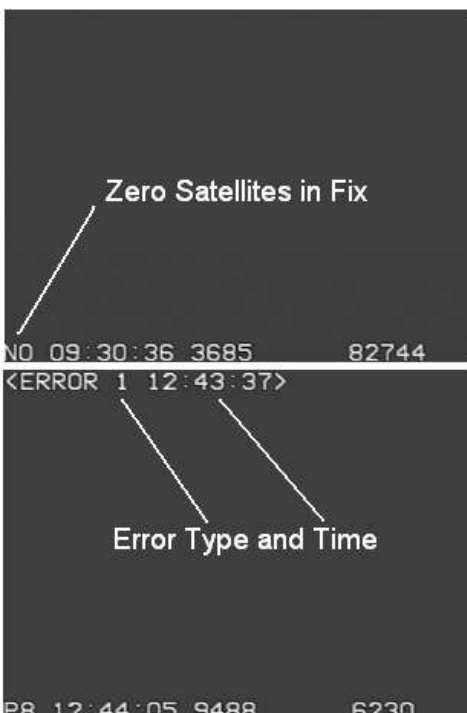 Zero Satellites in Fix
N0 09:30:36 3685 82744
<ERROR 1 12:43:37>
Error Type and Time
P8 12:44:05 9488 6230